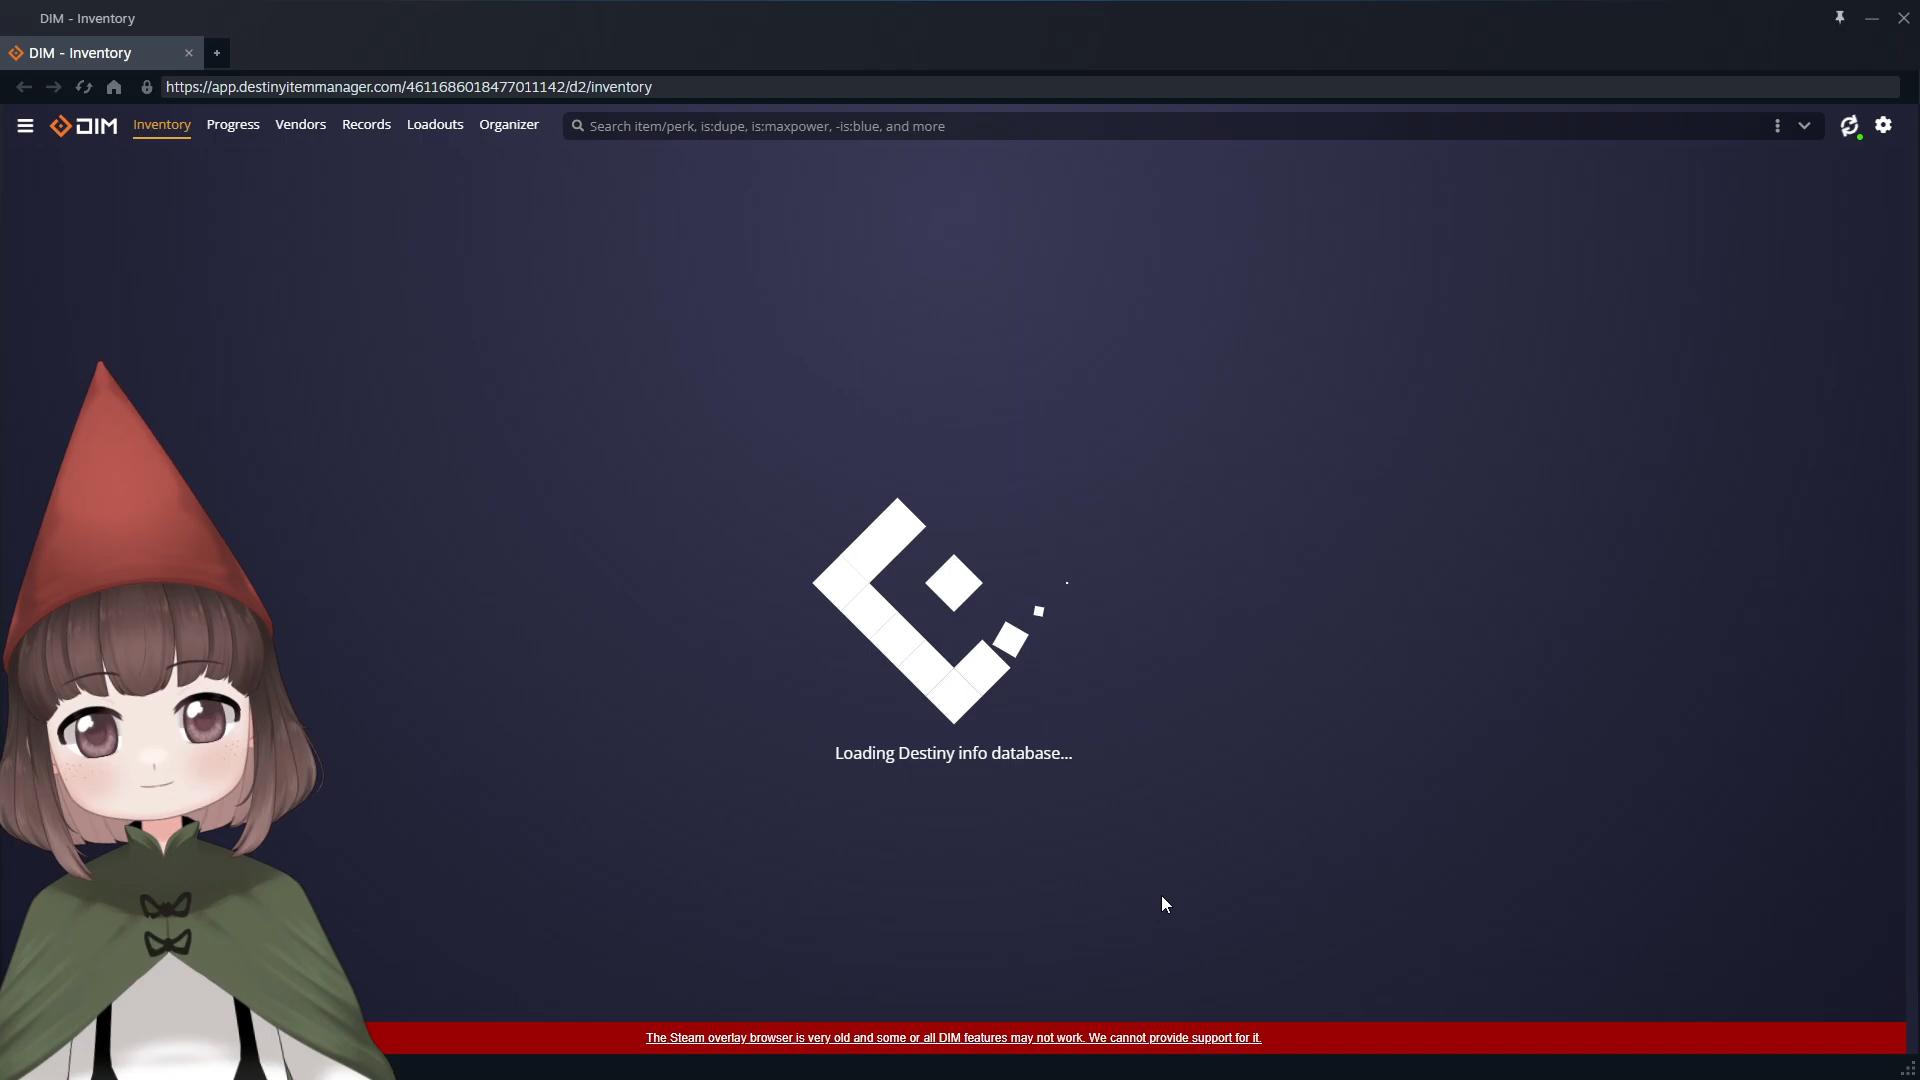 DIM - Inventory
DIM - Inventory
https://app.destinyitemmanager.com/4611686018477011142/d2/inventory
DIM Inventory Progress Vendors Records Loadouts Organizer Search item/perk, is:dupe, is:maxpower, -is:blue, and more
Loading Destiny info database...
The Steam overlay browser is very old and some or all DIM features may not work. We cannot provide support for it.